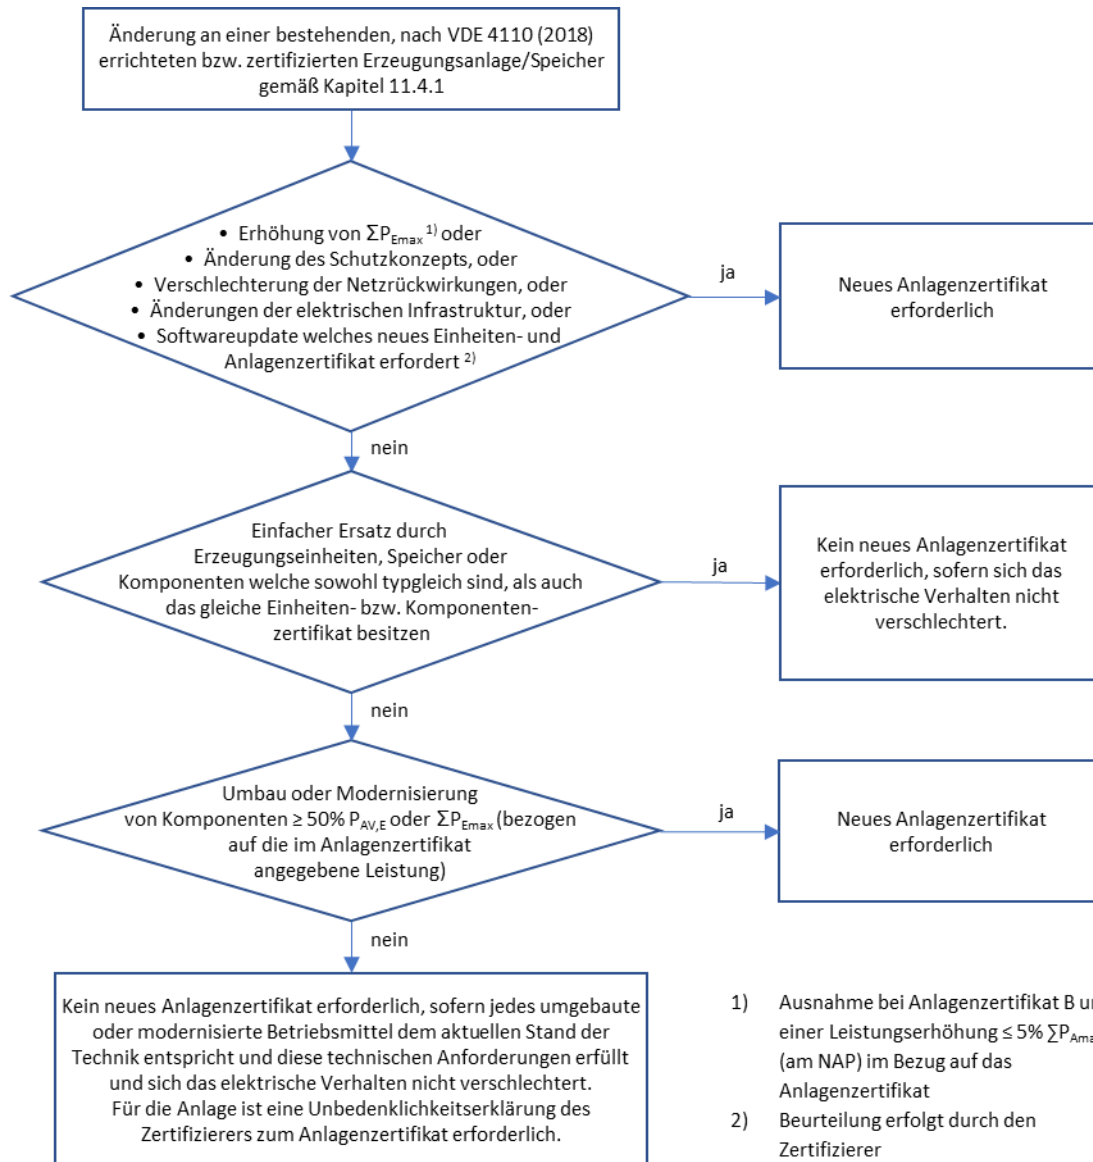 Änderung an einer bestehenden, nach VDE 4110 (2018)
errichteten bzw. zertifizierten Erzeugungsanlage/Speicher
gemäß Kapitel 11.4.1
• Erhöhung von ΣP_Emax ¹⁾ oder
• Änderung des Schutzkonzepts, oder
• Verschlechterung der Netzrückwirkungen, oder
• Änderungen der elektrischen Infrastruktur, oder
• Softwareupdate welches neues Einheiten- und
Anlagenzertifikat erfordert ²⁾
ja
Neues Anlagenzertifikat
erforderlich
nein
Einfacher Ersatz durch
Erzeugungseinheiten, Speicher oder
Komponenten welche sowohl typgleich sind, als auch
das gleiche Einheiten- bzw. Komponenten-
zertifikat besitzen
ja
Kein neues Anlagenzertifikat
erforderlich, sofern sich das
elektrische Verhalten nicht
verschlechtert.
nein
Umbau oder Modernisierung
von Komponenten ≥ 50% P_AV,E oder ΣP_Emax (bezogen
auf die im Anlagenzertifikat
angegebene Leistung)
ja
Neues Anlagenzertifikat
erforderlich
nein
Kein neues Anlagenzertifikat erforderlich, sofern jedes umgebaute
oder modernisierte Betriebsmittel dem aktuellen Stand der
Technik entspricht und diese technischen Anforderungen erfüllt
und sich das elektrische Verhalten nicht verschlechtert.
Für die Anlage ist eine Unbedenklichkeitserklärung des
Zertifizierers zum Anlagenzertifikat erforderlich.
1) Ausnahme bei Anlagenzertifikat B
einer Leistungserhöhung ≤ 5% ∑P
(am NAP) im Bezug auf das
Anlagenzertifikat
2) Beurteilung erfolgt durch den
Zertifizierer